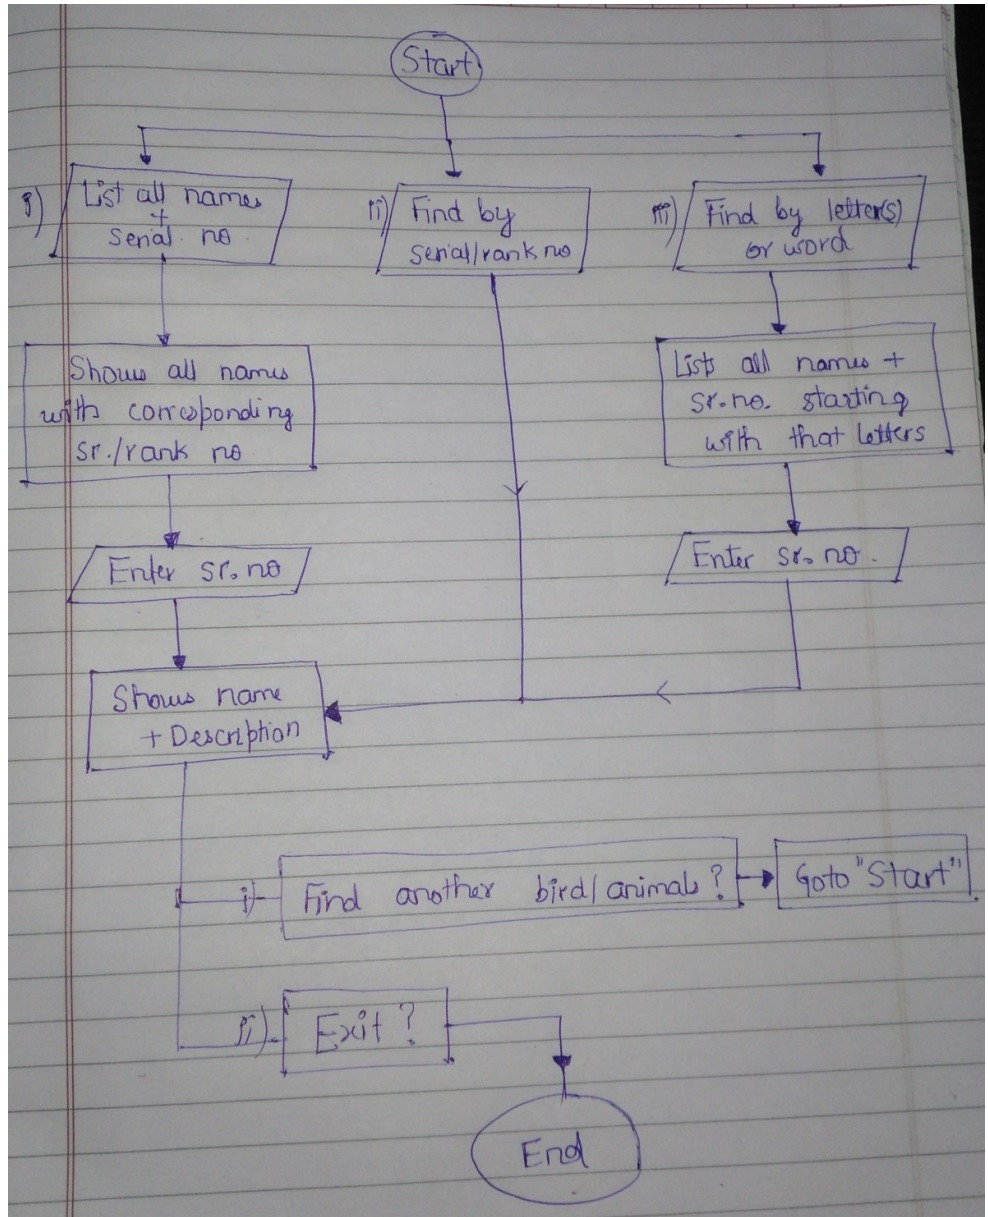 Start
i) List all names
+
serial. no.
ii) Find by
serial/rank no
iii) Find by letter(s)
or word
Shows all names
with corresponding
sr./rank no
Lists all names +
sr.no. starting
with that letters
Enter sr. no
Enter sr. no.
Shows name
+ Description
i) Find another bird/animals?
Goto "Start"
ii). Exit?
End